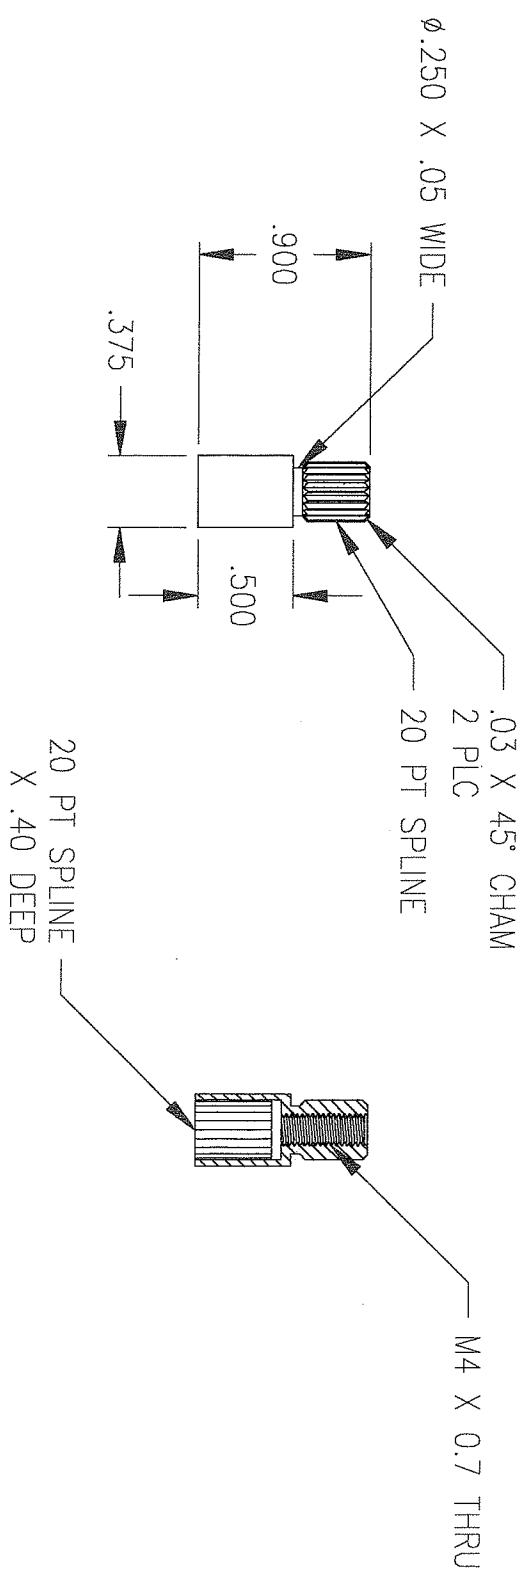 ø.250 X .05 WIDE
.900
.375
.500
.03 X 45° CHAM
2 PLC
20 PT SPLINE
20 PT SPLINE
X .40 DEEP
M4 X 0.7 THRU